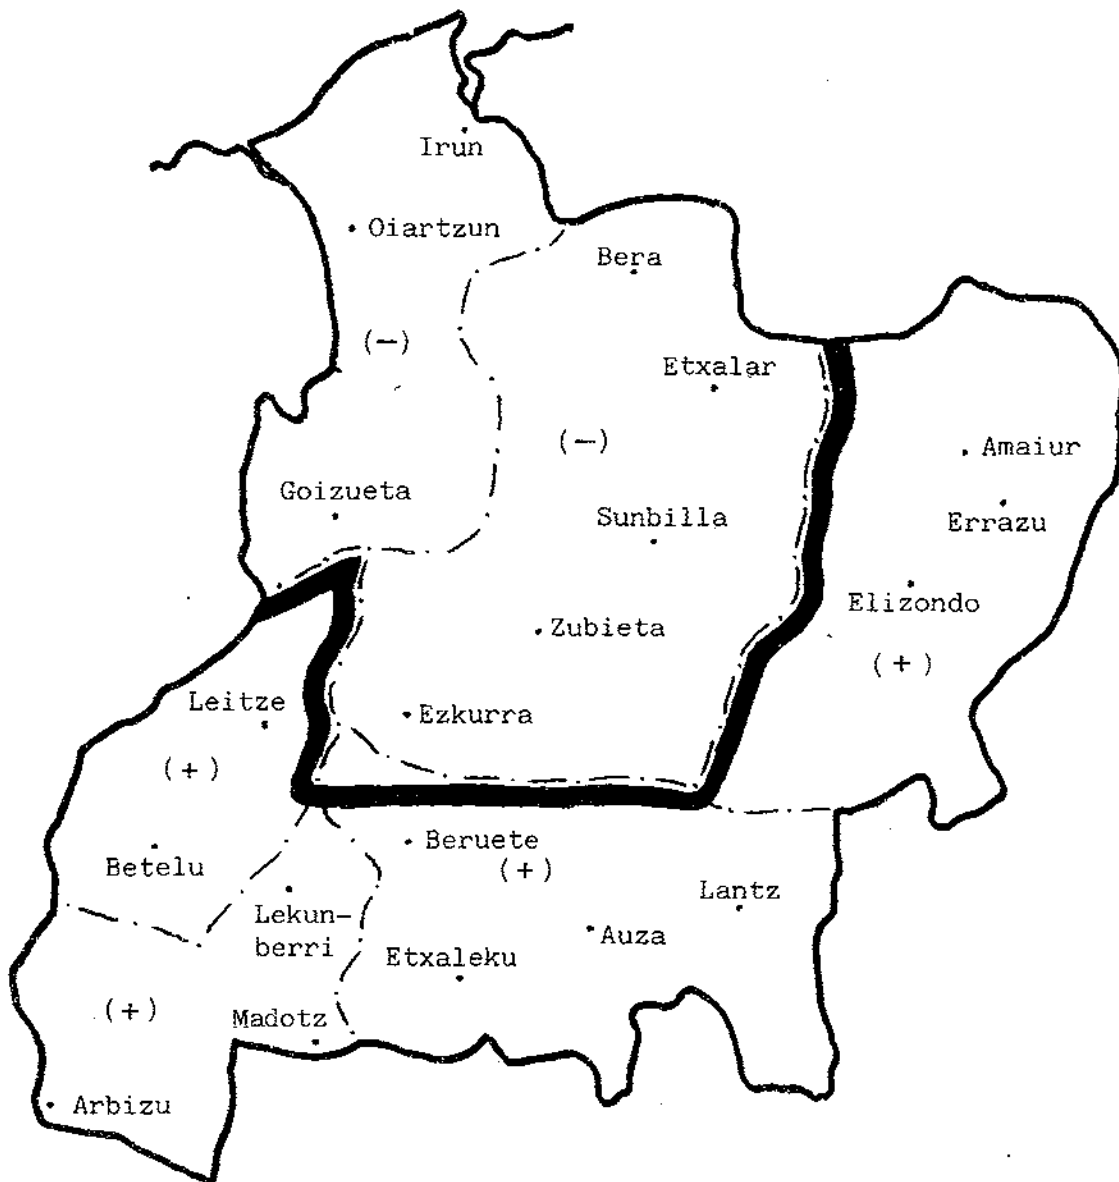 Irun
Oiartzun
Bera
(−)
Etxalar
(−)
Amaiur
Goizueta
Errazu
Sunbilla
Elizondo
Zubieta
(+)
Leitze
Ezkurra
(+)
Beruete
Betelu
(+)
Lantz
Lekun-
berri
Auza
Etxaleku
(+)
Madotz
Arbizu